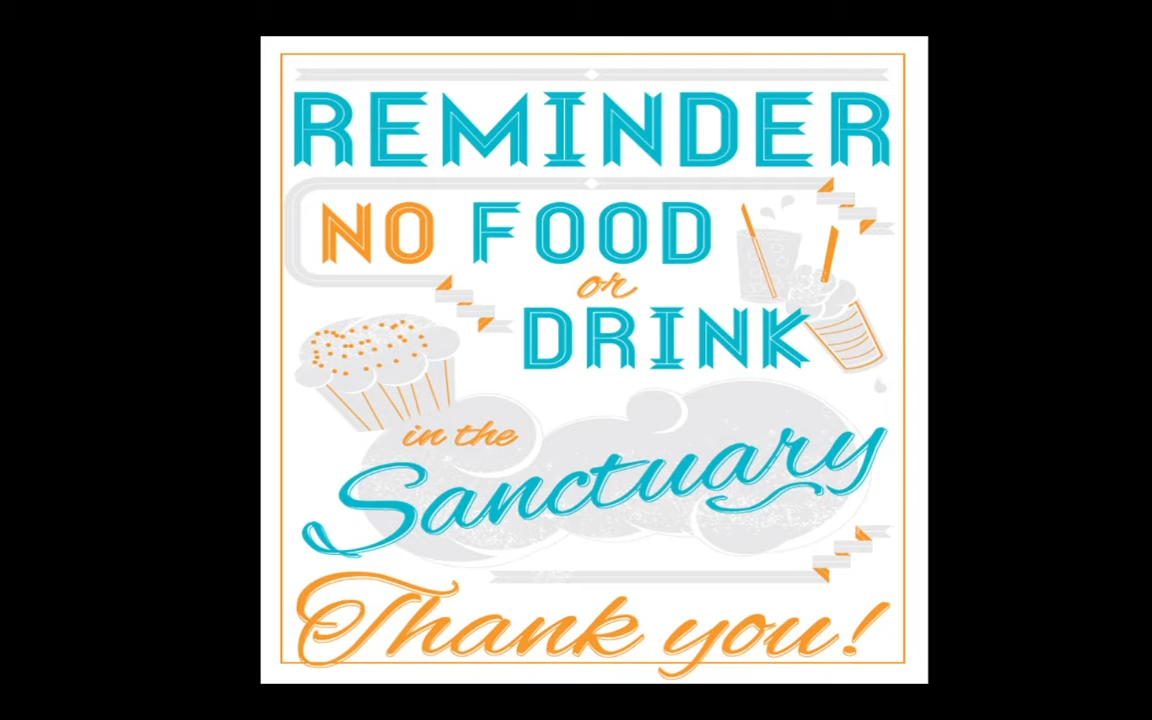 REMINDER
NO FOOD
or
DRINK
in the
Sanctuary
Thank you!